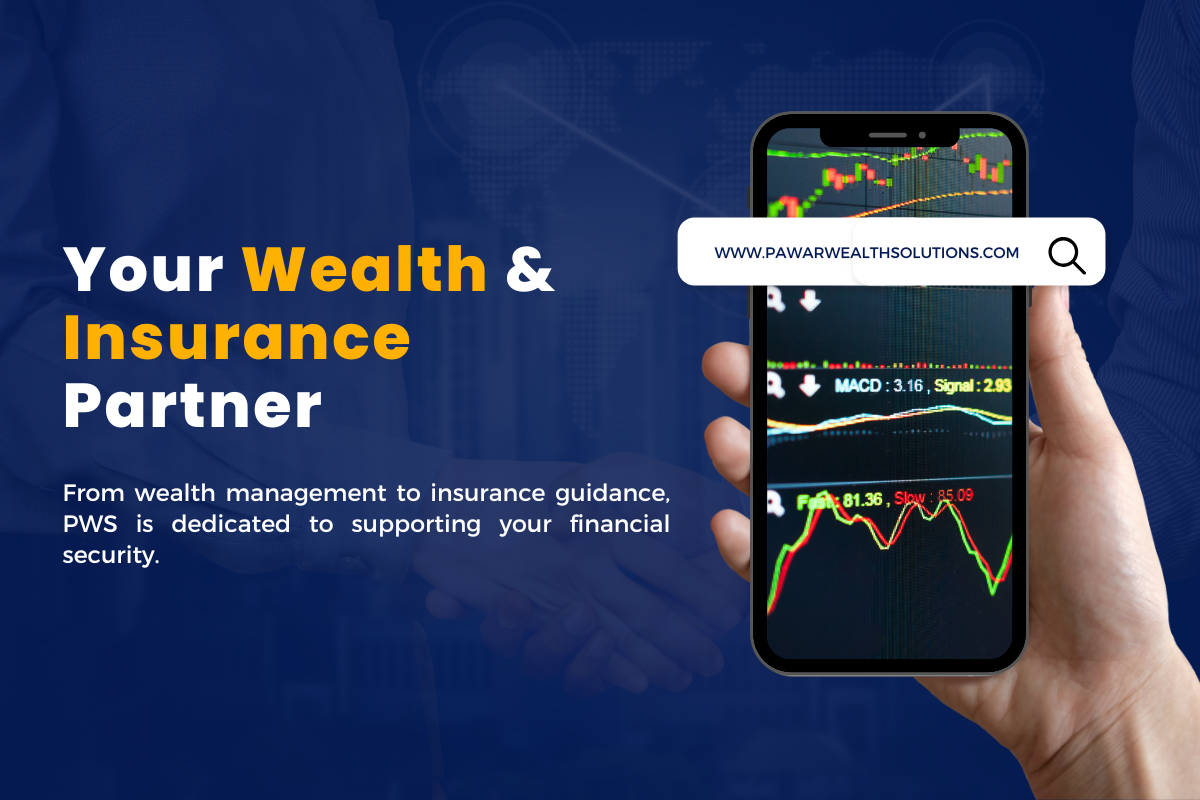 Your Wealth &
Insurance
Partner
From wealth management to insurance guidance,
PWS is dedicated to supporting your financial
security.
WWW.PAWARWEALTHSOLUTIONS.COM
MACD : 3.16 , Signal : 2.93
Fast : 81.36 , Slow : 85.09